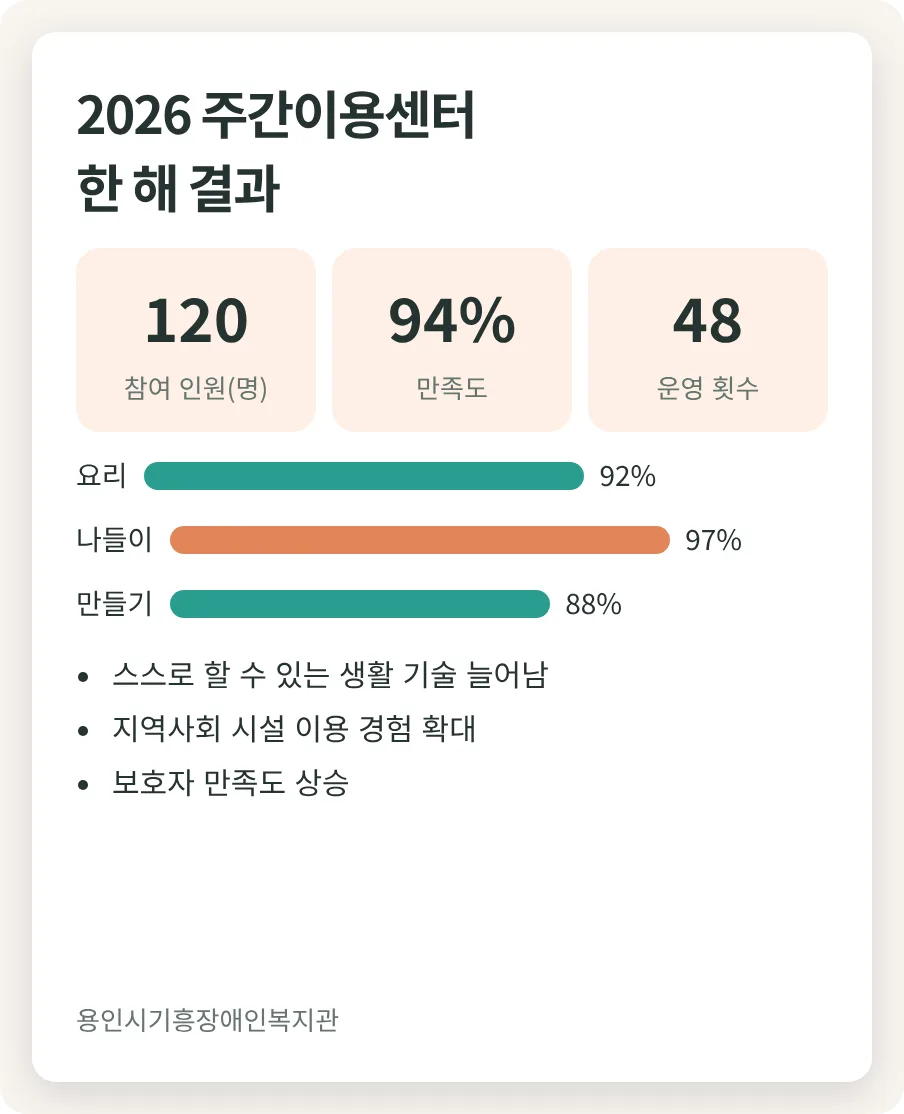 2026 주간이용센터
한 해 결과
120
참여 인원(명)
94%
만족도
48
운영 횟수
요리 92%
나들이 97%
만들기 88%
• 스스로 할 수 있는 생활 기술 늘어남
• 지역사회 시설 이용 경험 확대
• 보호자 만족도 상승
용인시기흥장애인복지관